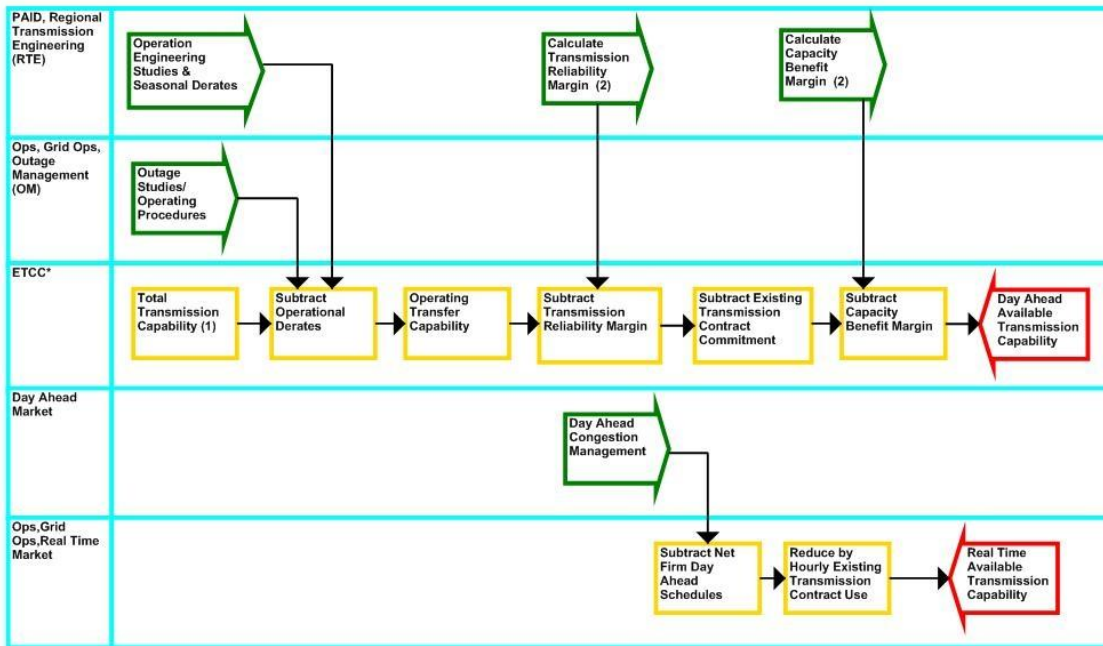 PAID, Regional
Transmission
Engineering
(RTE)
Operation
Engineering
Studies &
Seasonal Derates
Calculate
Transmission
Reliability
Margin (2)
Calculate
Capacity
Benefit
Margin (2)
Ops, Grid Ops,
Outage
Management
(OM)
Outage
Studies/
Operating
Procedures
ETCC*
Total
Transmission
Capability (1)
Subtract
Operational
Derates
Operating
Transfer
Capability
Subtract
Transmission
Reliability Margin
Subtract Existing
Transmission
Contract
Commitment
Subtract
Capacity
Benefit Margin
Day Ahead
Available
Transmission
Capability
Day Ahead
Market
Day Ahead
Congestion
Management
Ops,Grid
Ops,Real Time
Market
Subtract Net
Firm Day
Ahead
Schedules
Reduce by
Hourly Existing
Transmission
Contract Use
Real Time
Available
Transmission
Capability